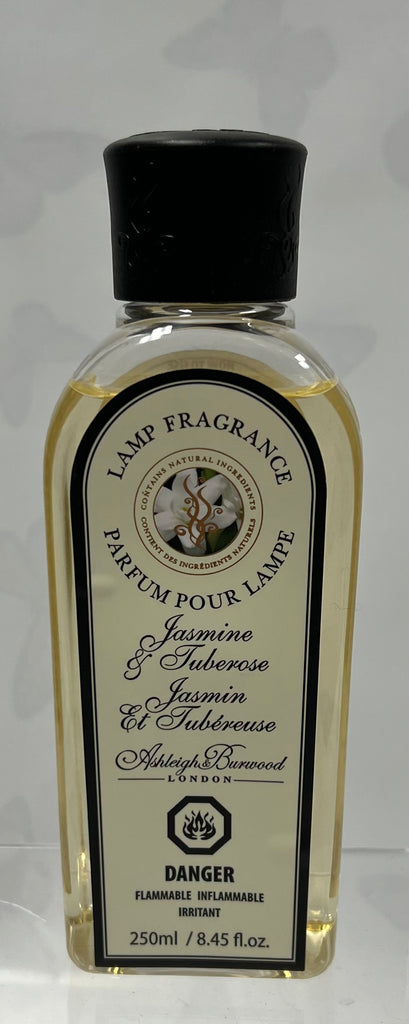 LAMP FRAGRANCE
CONTAINS NATURAL INGREDIENTS
CONTIENT DES INGRÉDIENTS NATURELS
PARFUM POUR LAMPE
Jasmine
& Tuberose
Jasmin
Et Tubéreuse
Ashleigh & Burwood
LONDON
DANGER
FLAMMABLE INFLAMMABLE
IRRITANT
250ml / 8.45 fl.oz.